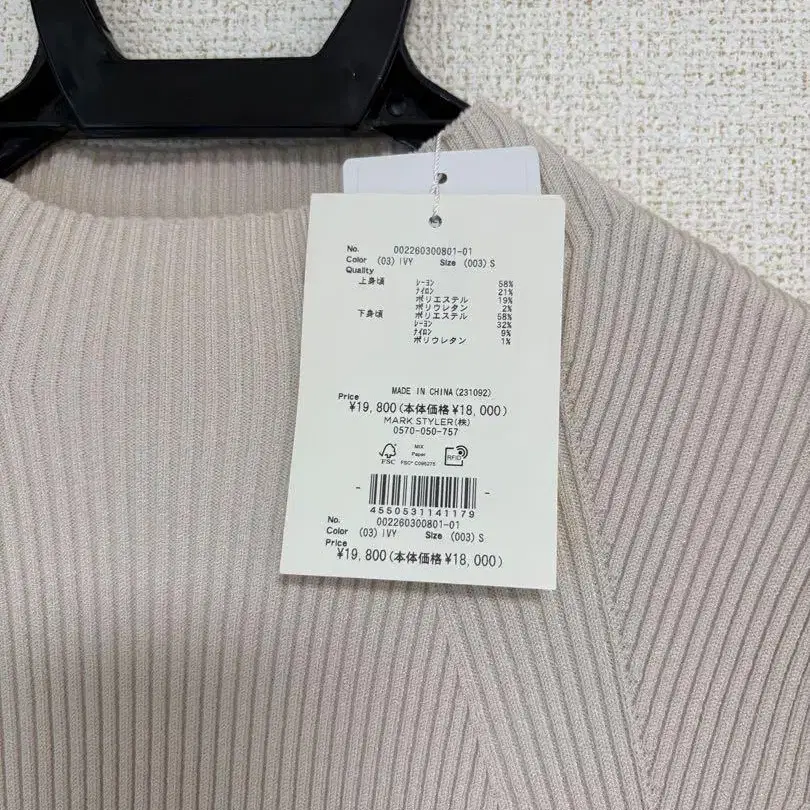 No. 002260300801-01
Color (03) IVY Size (003) S
Quality
上身頃 レーヨン 58%
ナイロン 21%
ポリエステル 19%
ポリウレタン 2%
下身頃 ポリエステル 58%
レーヨン 32%
ナイロン 9%
ポリウレタン 1%
MADE IN CHINA(231092)
Price ¥19,800(本体価格¥18,000)
MARK STYLER(株)
0570-050-757
FSC
MIX
Paper
FSC® C095275
RFID
4550531141179
No. 002260300801-01
Color (03) IVY Size (003) S
Price
¥19,800(本体価格¥18,000)